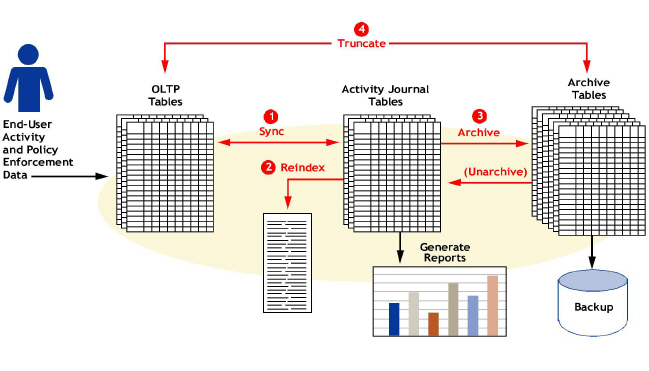 4
Truncate
OLTP
Tables
Activity Journal
Tables
Archive
Tables
End-User
Activity
and Policy
Enforcement
Data
1
Sync
3
Archive
2 Reindex
(Unarchive)
Generate
Reports
Backup